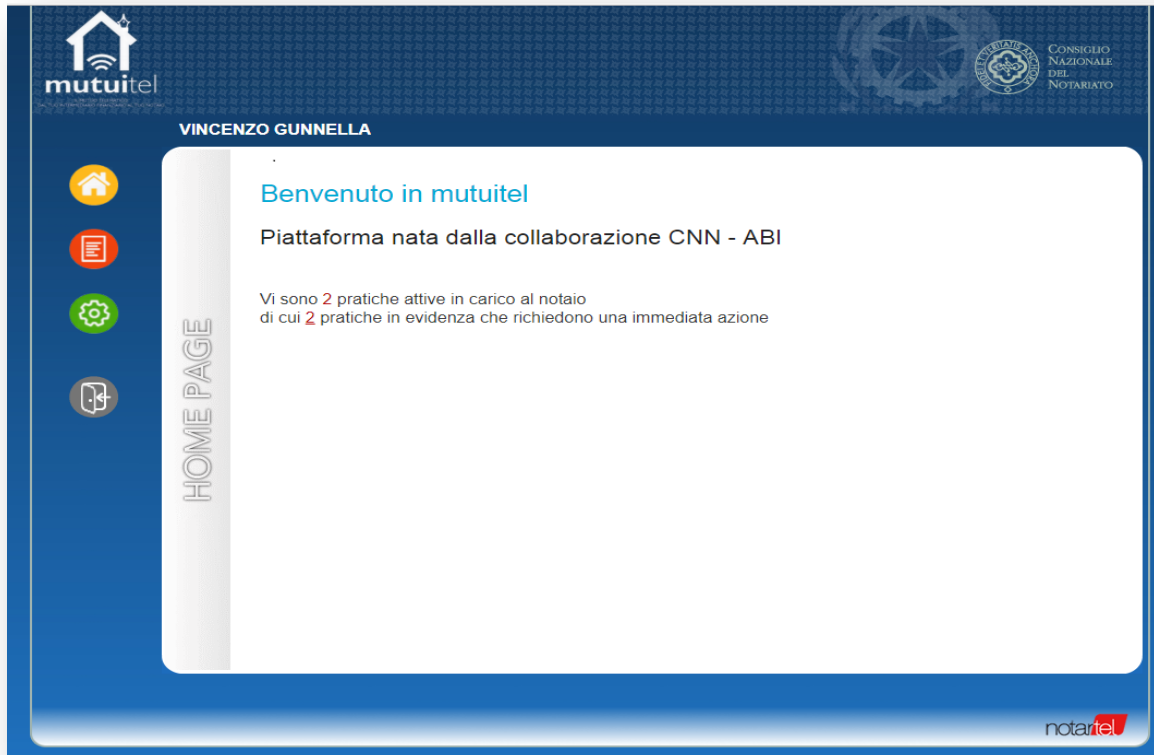 mutuitel
CONSIGLIO
NAZIONALE
DEL
NOTARIATO
VINCENZO GUNNELLA
HOME PAGE
Benvenuto in mutuitel
Piattaforma nata dalla collaborazione CNN - ABI
Vi sono 2 pratiche attive in carico al notaio
di cui 2 pratiche in evidenza che richiedono una immediata azione
notartel